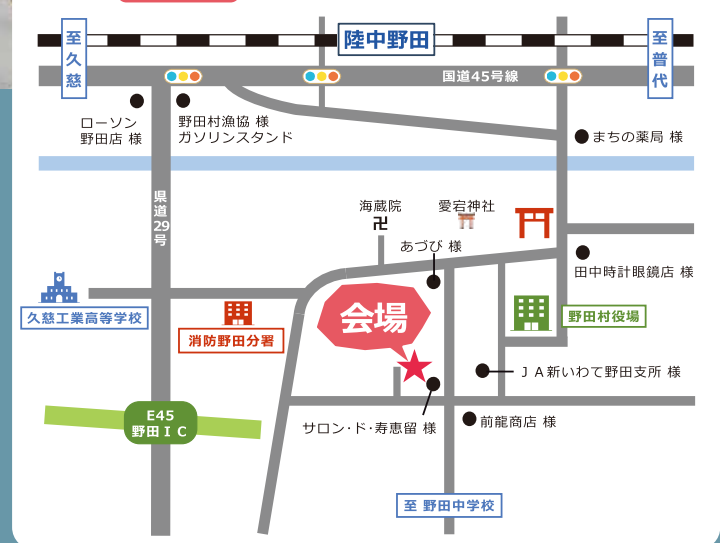 至久慈
陸中野田
至普代
国道45号線
ローソン
野田店 様
野田村漁協 様
ガソリンスタンド
まちの薬局 様
県道29号
海蔵院
愛宕神社
あづび 様
田中時計眼鏡店 様
久慈工業高等学校
消防野田分署
会場
野田村役場
JA新いわて野田支所 様
E45
野田IC
サロン・ド・寿恵留 様
前龍商店 様
至 野田中学校